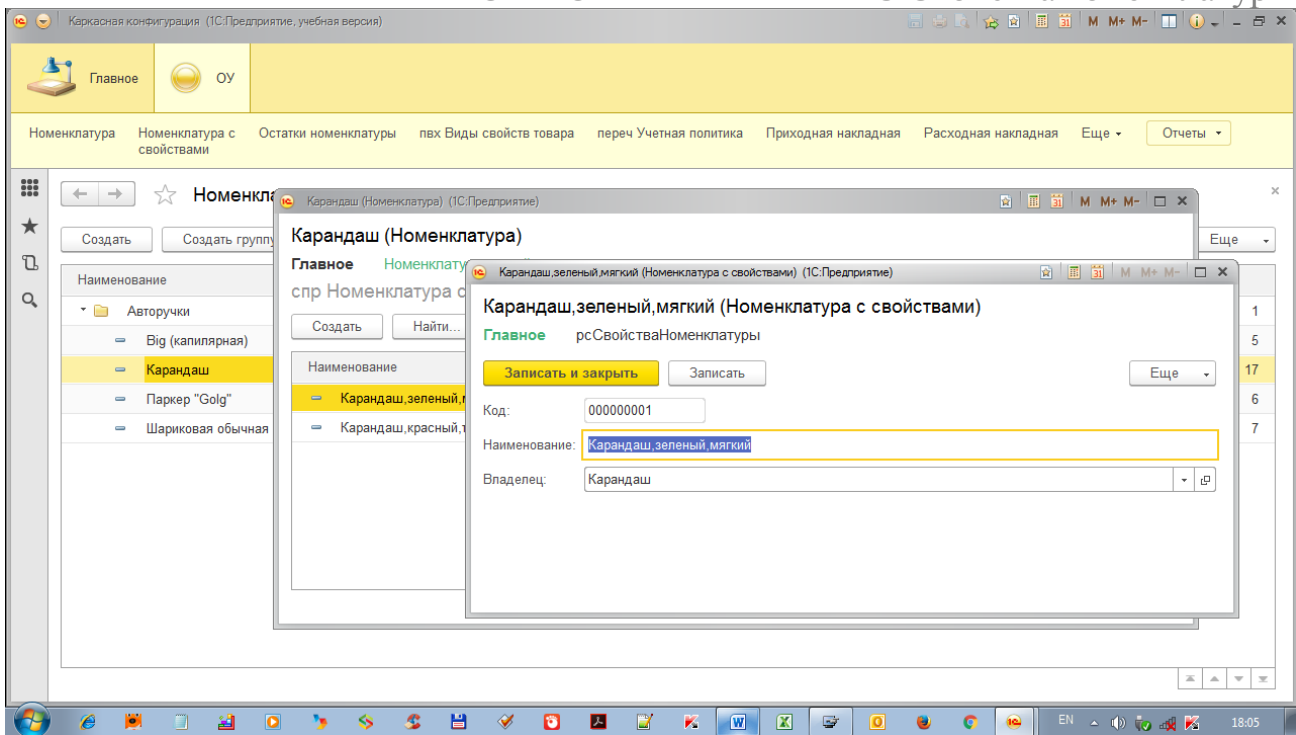 Каркасная конфигурация (1С:Предприятие, учебная версия)
M M+ M-
Главное
ОУ
Номенклатура
Номенклатура с свойствами
Остатки номенклатуры
пвх Виды свойств товара
переч Учетная политика
Приходная накладная
Расходная накладная
Еще
Отчеты
Создать
Создать группу
Еще
Наименование
Авторучки
1
Big (капилярная)
5
Карандаш
17
Паркер "Golg"
6
Шариковая обычная
7
Карандаш (Номенклатура) (1С:Предприятие)
M M+ M-
Карандаш (Номенклатура)
Главное
спр Номенклатура с
Создать
Найти...
Наименование
Карандаш,зеленый,
Карандаш,красный,
Карандаш,зеленый,мягкий (Номенклатура с свойствами) (1С:Предприятие)
M M+ M-
Карандаш,зеленый,мягкий (Номенклатура с свойствами)
Главное
рсСвойстваНоменклатуры
Записать и закрыть
Записать
Еще
Код:
000000001
Наименование:
Карандаш,зеленый,мягкий
Владелец:
Карандаш
EN
18:05